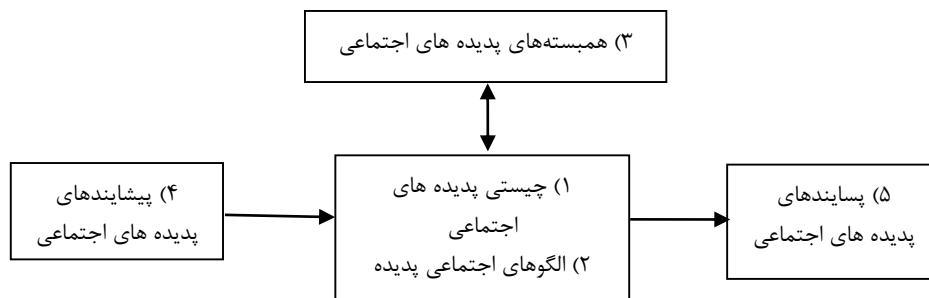 ۳) همبسته‌های پدیده های اجتماعی
۱) چیستی پدیده های
اجتماعی
۲) الگوهای اجتماعی پدیده
۴) پیشایندهای
پدیده های اجتماعی
۵) پسایندهای
پدیده های اجتماعی